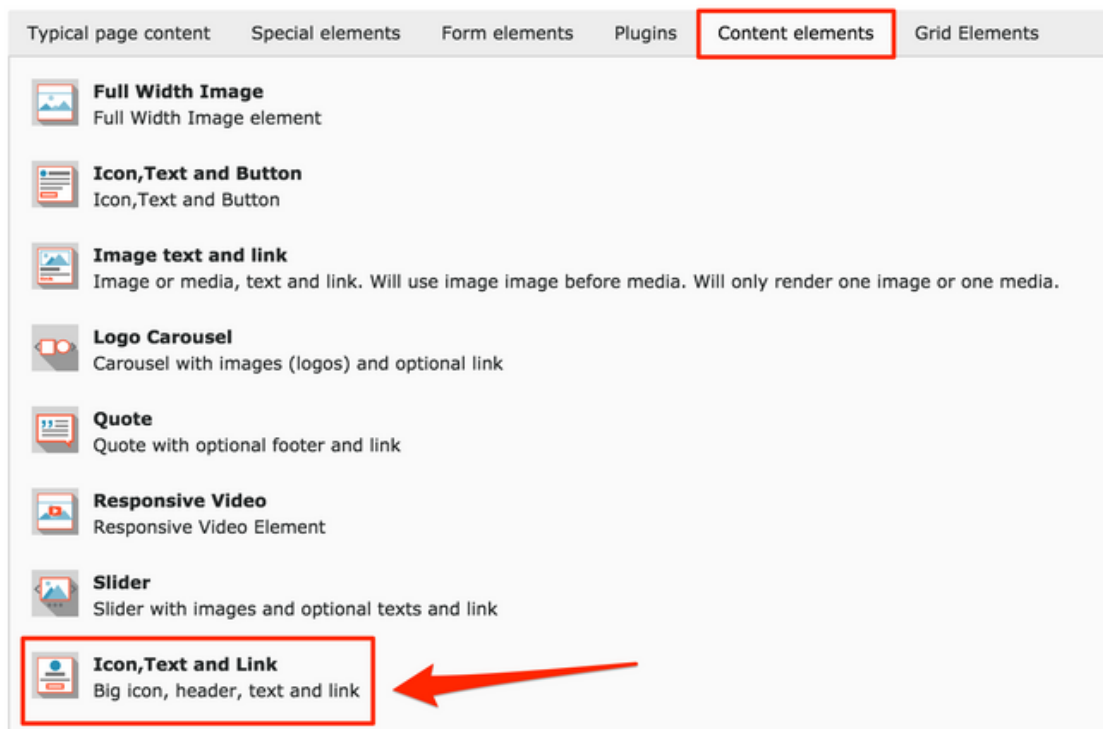 Typical page content Special elements Form elements Plugins Content elements Grid Elements
Full Width Image
Full Width Image element
Icon,Text and Button
Icon,Text and Button
Image text and link
Image or media, text and link. Will use image image before media. Will only render one image or one media.
Logo Carousel
Carousel with images (logos) and optional link
Quote
Quote with optional footer and link
Responsive Video
Responsive Video Element
Slider
Slider with images and optional texts and link
Icon,Text and Link
Big icon, header, text and link